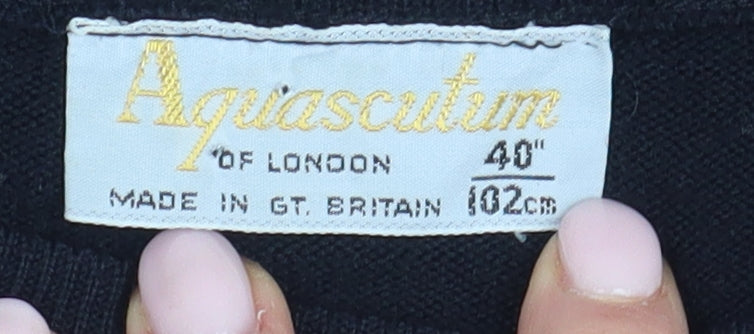 Aquascutum
OF LONDON
MADE IN GT. BRITAIN
40"
102cm